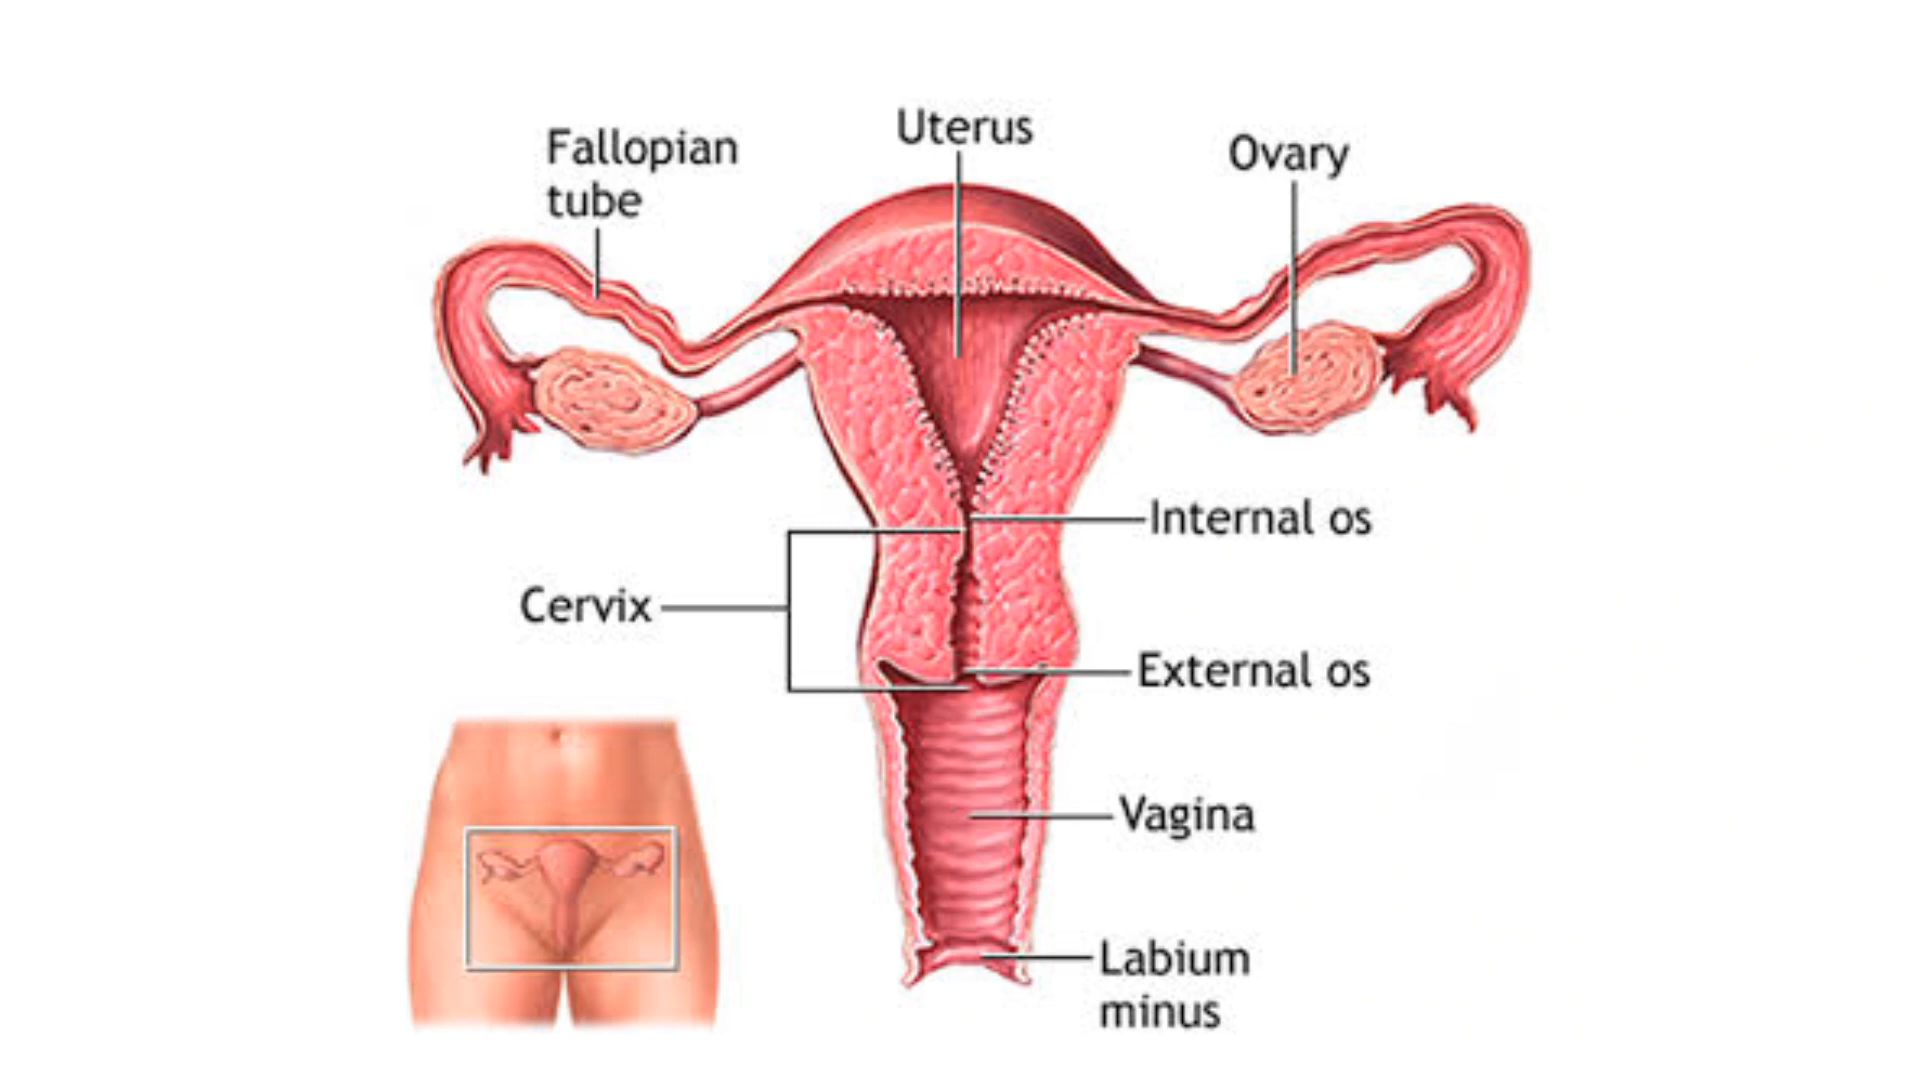 Fallopian
tube
Uterus
Ovary
Internal os
Cervix
External os
Vagina
Labium
minus